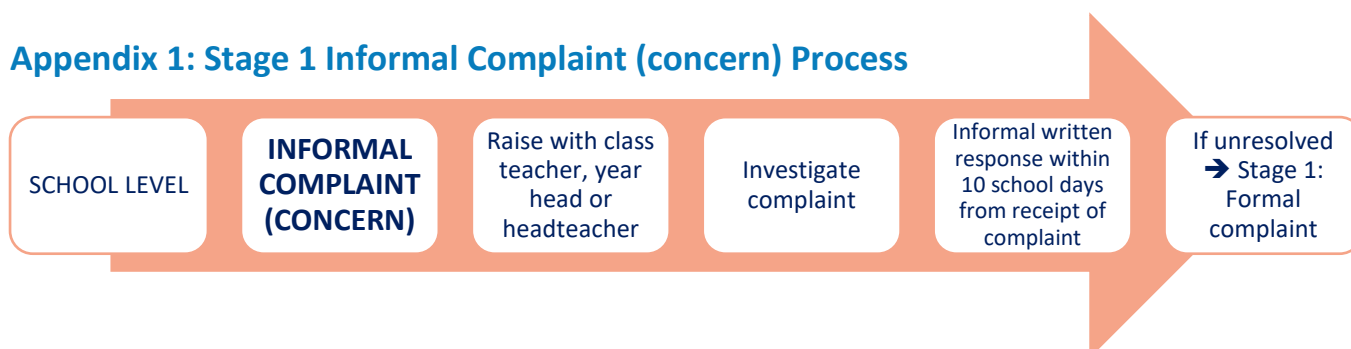 Appendix 1: Stage 1 Informal Complaint (concern) Process
SCHOOL LEVEL
INFORMAL
COMPLAINT
(CONCERN)
Raise with class
teacher, year
head or
headteacher
Investigate
complaint
Informal written
response within
10 school days
from receipt of
complaint
If unresolved
➔ Stage 1:
Formal
complaint